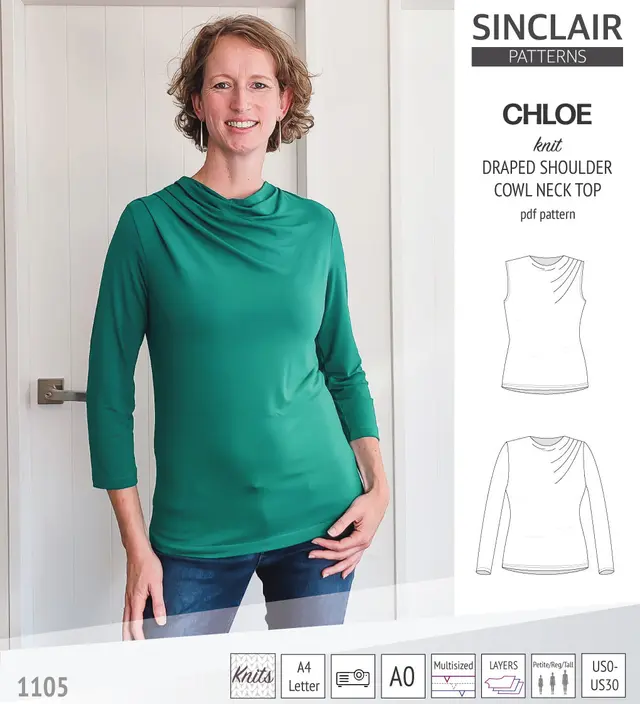 SINCLAIR
PATTERNS
CHLOE
knit
DRAPED SHOULDER
COWL NECK TOP
pdf pattern
1105
Knits
A4
Letter
A0
Multisized
LAYERS
Petite/Reg/Tall
US0-
US30